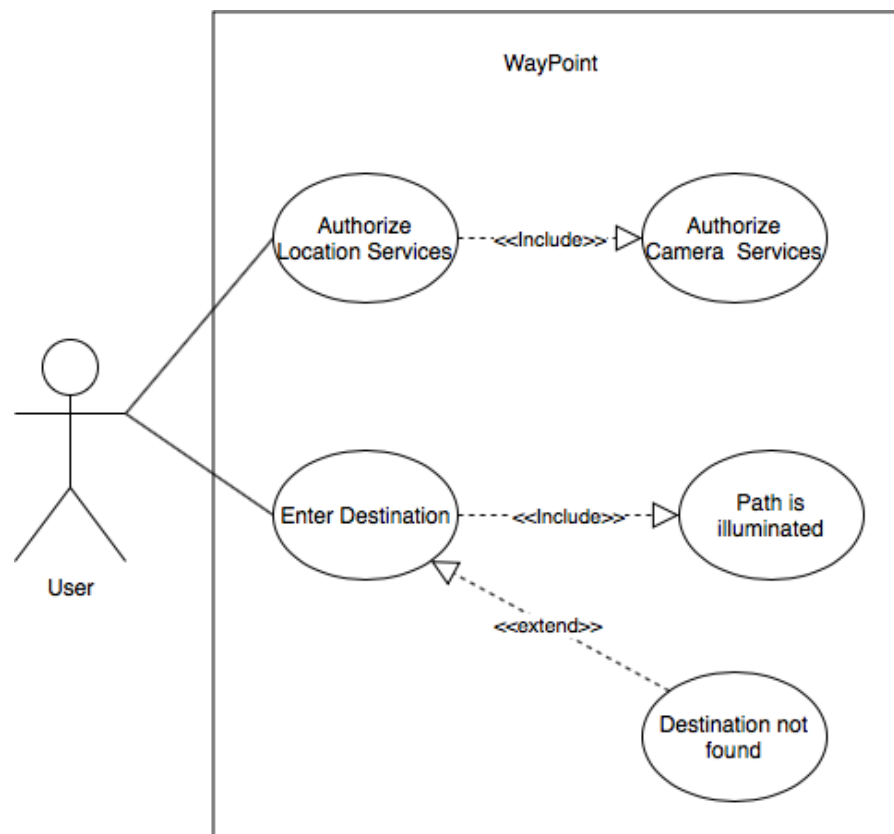 WayPoint
Authorize
Location Services
<<Include>>
Authorize
Camera Services
Enter Destination
<<Include>>
Path is
illuminated
User
<<extend>>
Destination not
found